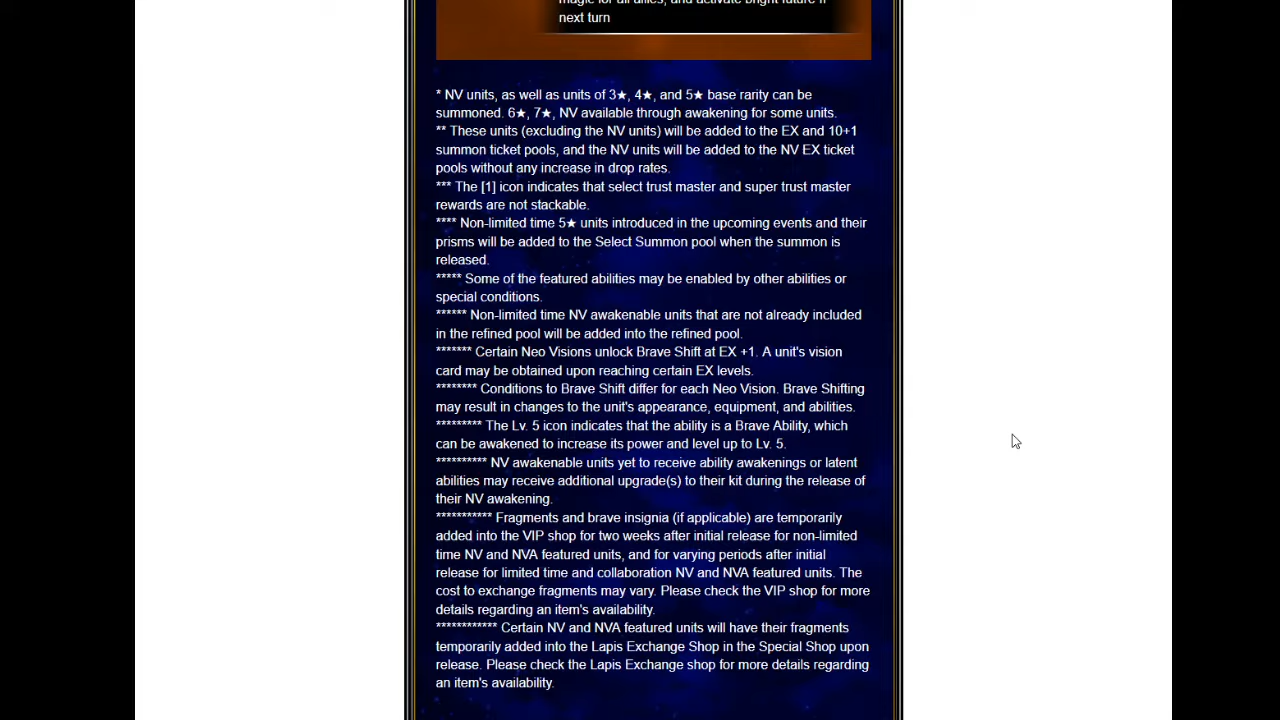 magic for all allies, and activate bright future II
next turn
* NV units, as well as units of 3★, 4★, and 5★ base rarity can be
summoned. 6★, 7★, NV available through awakening for some units.
** These units (excluding the NV units) will be added to the EX and 10+1
summon ticket pools, and the NV units will be added to the NV EX ticket
pools without any increase in drop rates.
*** The [1] icon indicates that select trust master and super trust master
rewards are not stackable.
**** Non-limited time 5★ units introduced in the upcoming events and their
prisms will be added to the Select Summon pool when the summon is
released.
***** Some of the featured abilities may be enabled by other abilities or
special conditions.
****** Non-limited time NV awakenable units that are not already included
in the refined pool will be added into the refined pool.
******* Certain Neo Visions unlock Brave Shift at EX +1. A unit's vision
card may be obtained upon reaching certain EX levels.
******** Conditions to Brave Shift differ for each Neo Vision. Brave Shifting
may result in changes to the unit's appearance, equipment, and abilities.
********* The Lv. 5 icon indicates that the ability is a Brave Ability, which
can be awakened to increase its power and level up to Lv. 5.
********** NV awakenable units yet to receive ability awakenings or latent
abilities may receive additional upgrade(s) to their kit during the release of
their NV awakening.
*********** Fragments and brave insignia (if applicable) are temporarily
added into the VIP shop for two weeks after initial release for non-limited
time NV and NVA featured units, and for varying periods after initial
release for limited time and collaboration NV and NVA featured units. The
cost to exchange fragments may vary. Please check the VIP shop for more
details regarding an item's availability.
************ Certain NV and NVA featured units will have their fragments
temporarily added into the Lapis Exchange Shop in the Special Shop upon
release. Please check the Lapis Exchange shop for more details regarding
an item's availability.